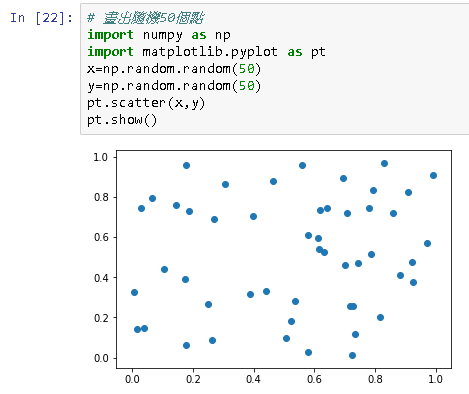 In [22]:
# 畫出隨機50個點
import numpy as np
import matplotlib.pyplot as pt
x=np.random.random(50)
y=np.random.random(50)
pt.scatter(x,y)
pt.show()
1.0
0.8
0.6
0.4
0.2
0.0
0.0 0.2 0.4 0.6 0.8 1.0